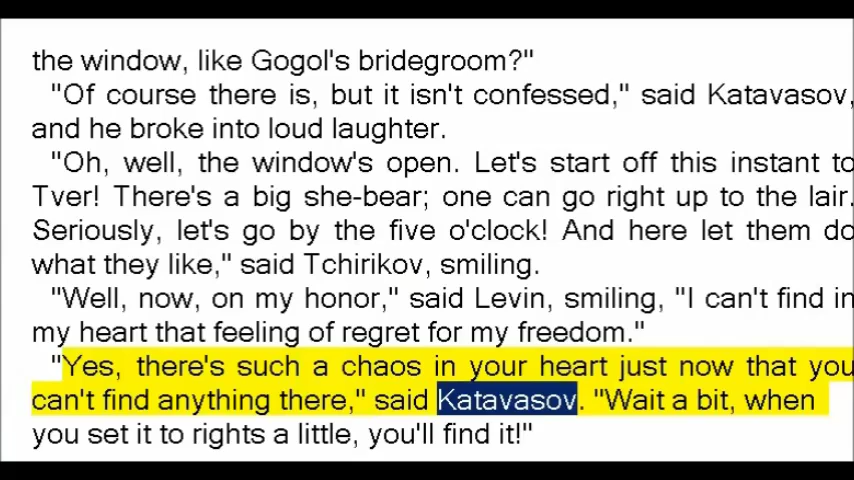 the window, like Gogol's bridegroom?"
"Of course there is, but it isn't confessed," said Katavasov,
and he broke into loud laughter.
"Oh, well, the window's open. Let's start off this instant to
Tver! There's a big she-bear; one can go right up to the lair.
Seriously, let's go by the five o'clock! And here let them do
what they like," said Tchirikov, smiling.
"Well, now, on my honor," said Levin, smiling, "I can't find in
my heart that feeling of regret for my freedom."
"Yes, there's such a chaos in your heart just now that you
can't find anything there," said Katavasov. "Wait a bit, when
you set it to rights a little, you'll find it!"